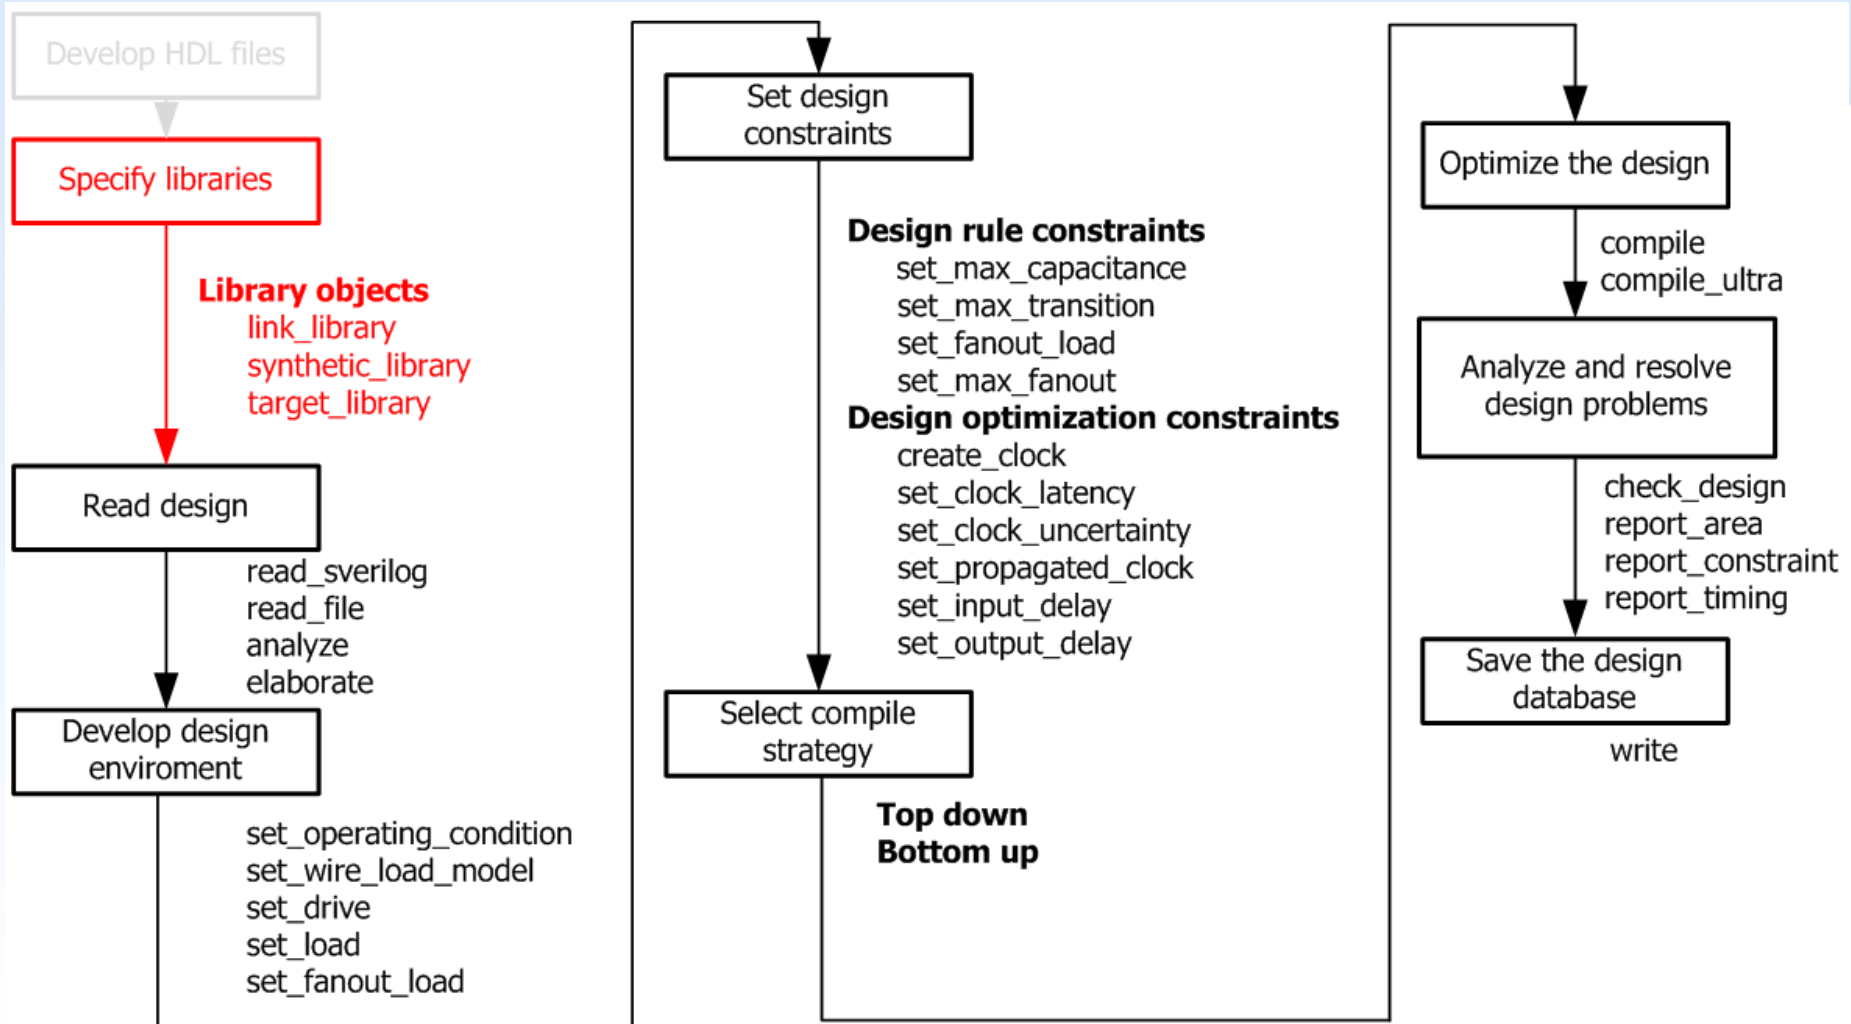 Develop HDL files
Specify libraries
Library objects
link_library
synthetic_library
target_library
Read design
read_sverilog
read_file
analyze
elaborate
Develop design
enviroment
set_operating_condition
set_wire_load_model
set_drive
set_load
set_fanout_load
Set design
constraints
Design rule constraints
set_max_capacitance
set_max_transition
set_fanout_load
set_max_fanout
Design optimization constraints
create_clock
set_clock_latency
set_clock_uncertainty
set_propagated_clock
set_input_delay
set_output_delay
Select compile
strategy
Top down
Bottom up
Optimize the design
compile
compile_ultra
Analyze and resolve
design problems
check_design
report_area
report_constraint
report_timing
Save the design
database
write